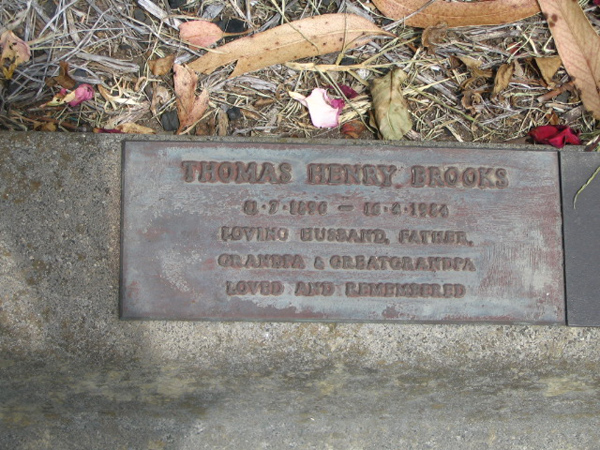 THOMAS HENRY BROOKS
LOVING HUSBAND, FATHER,
GRANDPA & GREATGRANDPA
LOVED AND REMEMBERED